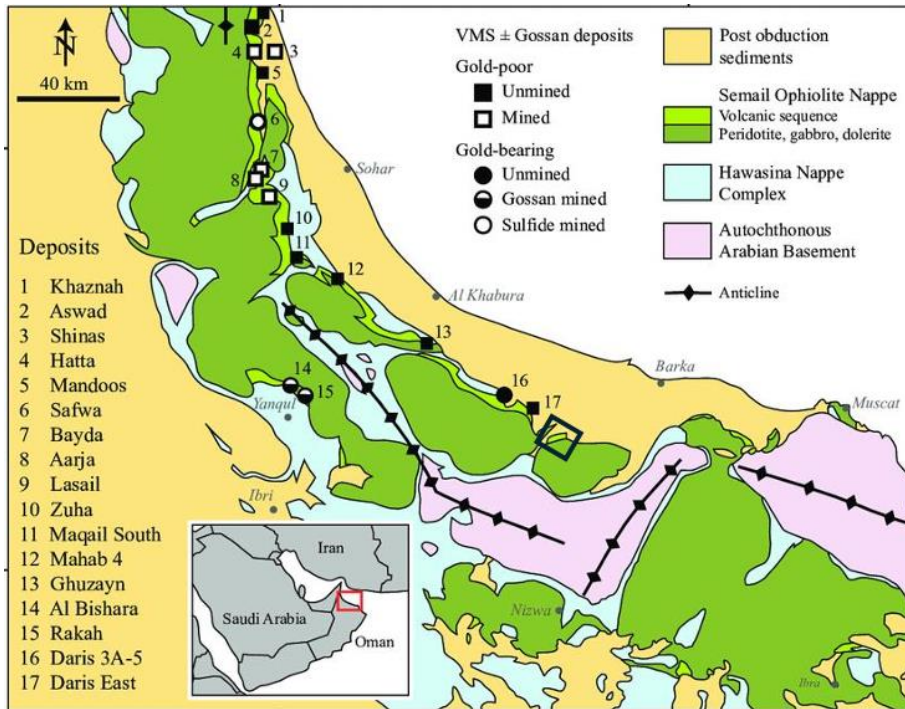 N
40 km
1
2
4
3
5
6
7
8
9
10
11
12
13
14
15
16
17
Sohar
Al Khabura
Barka
Muscat
Yanqul
Ibri
Nizwa
Ibra
VMS ± Gossan deposits
Gold-poor
Unmined
Mined
Gold-bearing
Unmined
Gossan mined
Sulfide mined
Post obduction
sediments
Semail Ophiolite Nappe
Volcanic sequence
Peridotite, gabbro, dolerite
Hawasina Nappe
Complex
Autochthonous
Arabian Basement
Anticline
Deposits
1 Khaznah
2 Aswad
3 Shinas
4 Hatta
5 Mandoos
6 Safwa
7 Bayda
8 Aarja
9 Lasail
10 Zuha
11 Maqail South
12 Mahab 4
13 Ghuzayn
14 Al Bishara
15 Rakah
16 Daris 3A-5
17 Daris East
Iran
Saudi Arabia
Oman